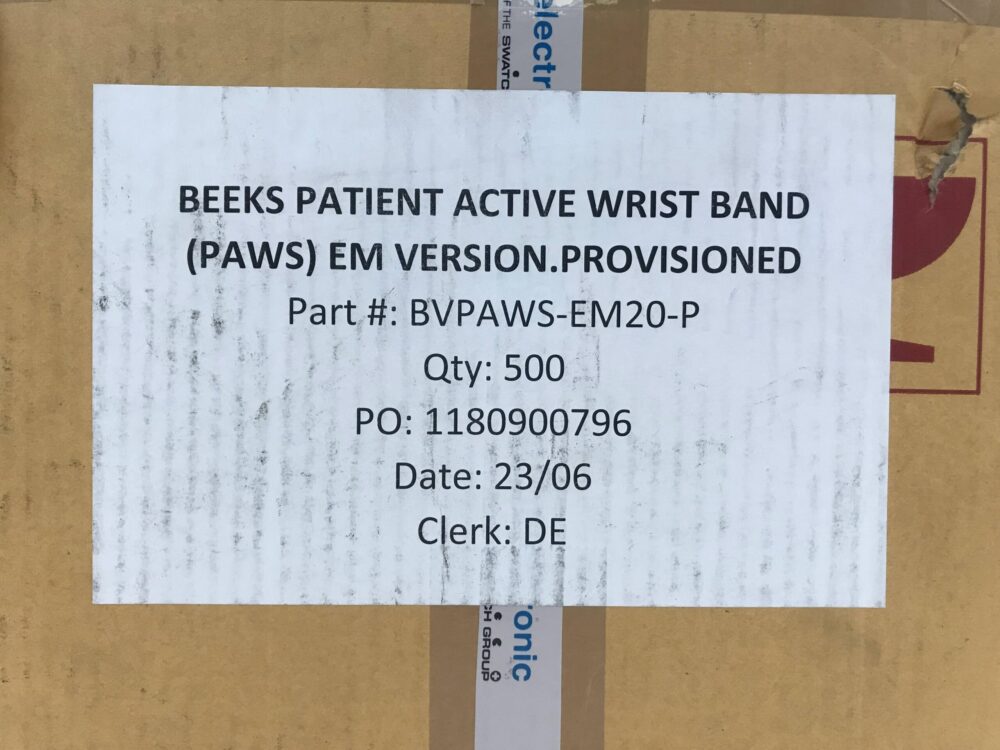 electr
OF THE SWATC
BEEKS PATIENT ACTIVE WRIST BAND
(PAWS) EM VERSION.PROVISIONED
Part #: BVPAWS-EM20-P
Qty: 500
PO: 1180900796
Date: 23/06
Clerk: DE
onic
CH GROUP